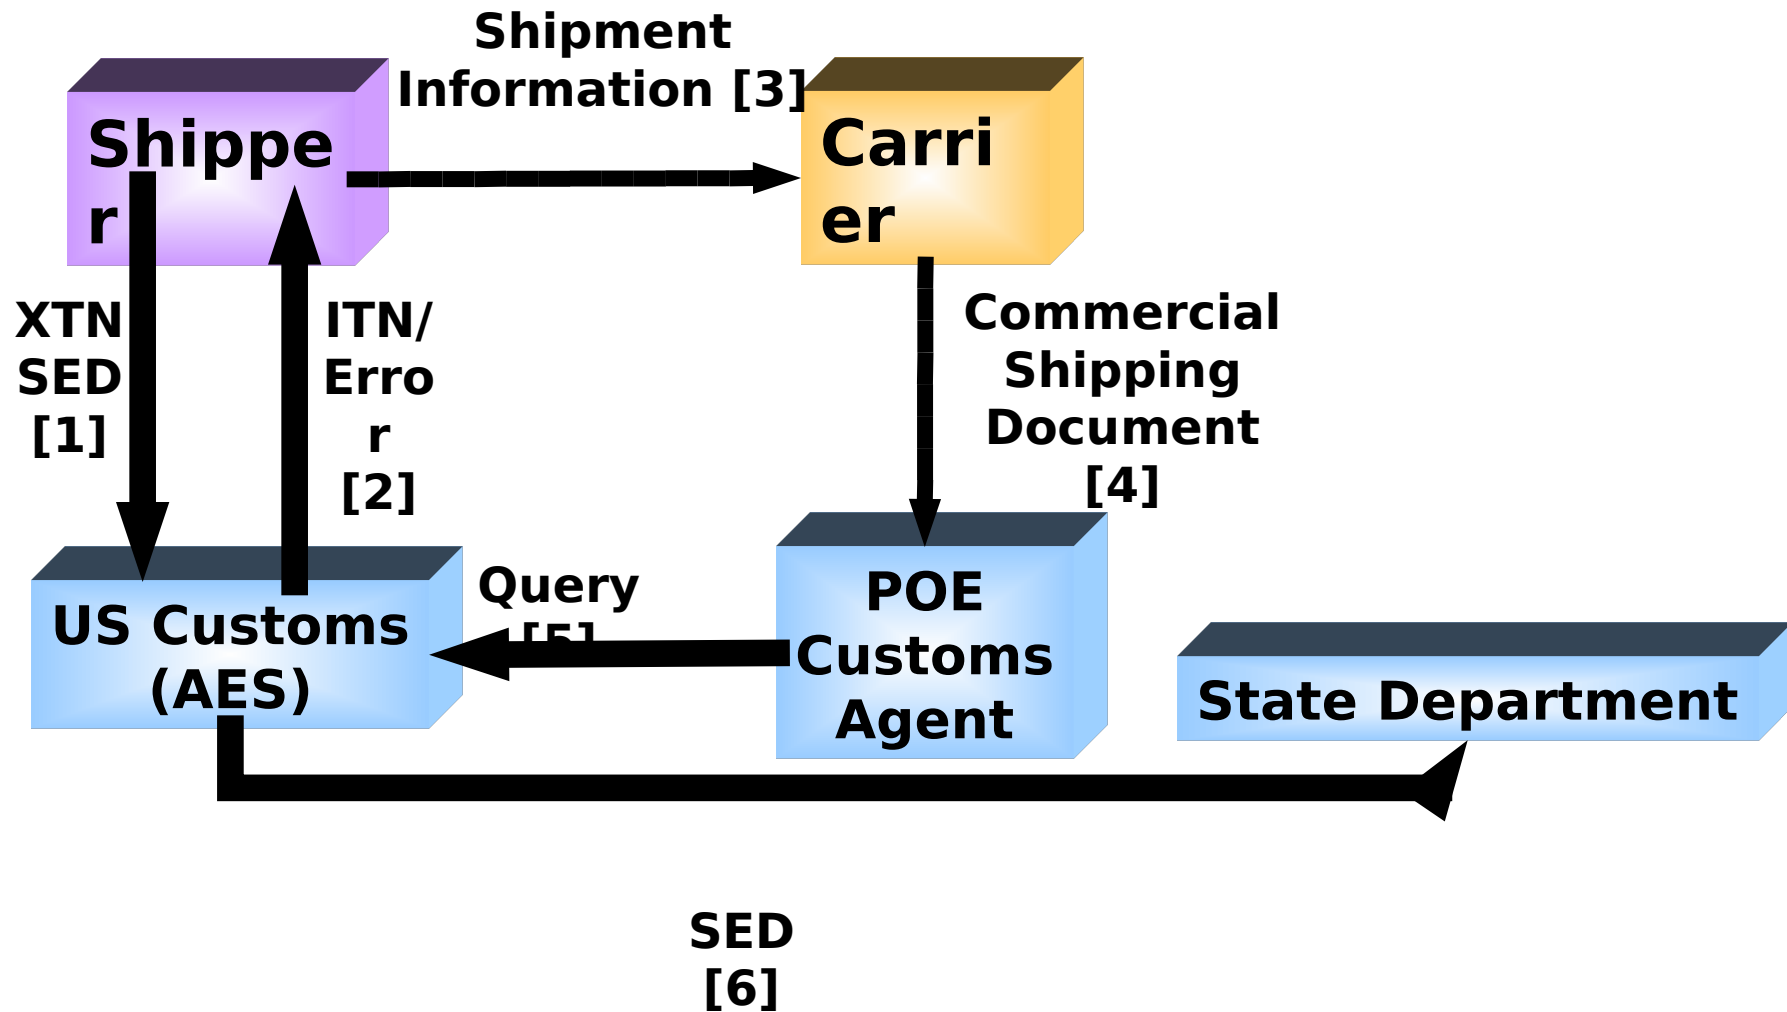 Shipment
Information [3]
Shippe
r
Carri
er
XTN
SED
[1]
ITN/
Erro
r
[2]
Commercial
Shipping
Document
[4]
Query
[5]
US Customs
(AES)
POE
Customs
Agent
State Department
SED
[6]